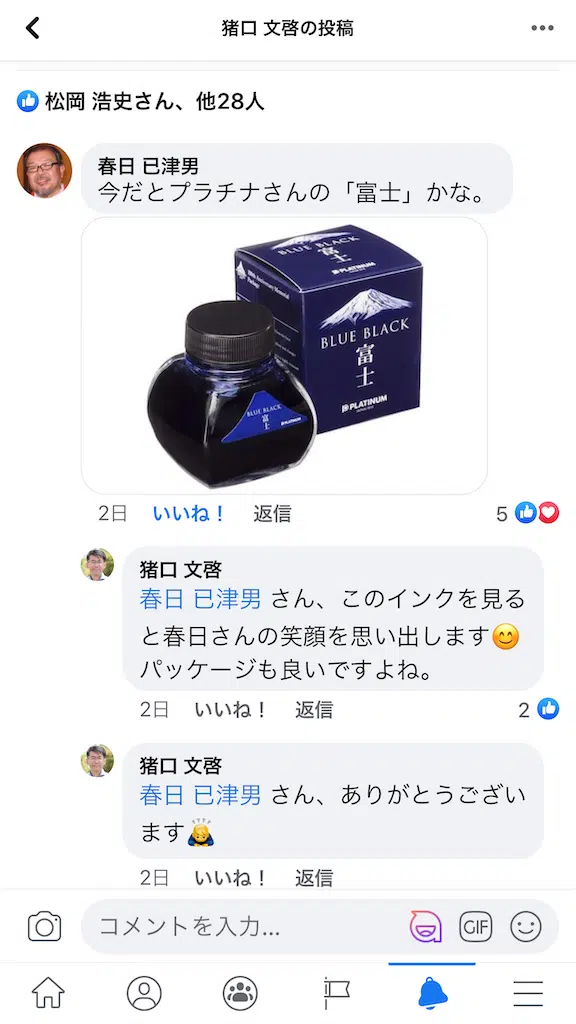 猪口 文啓の投稿
松岡 浩史さん、他28人
春日 已津男
今だとプラチナさんの「富士」かな。
BLUE BLACK
富士
PLATINUM
100th Anniversary Memorial
Package
BLUE BLACK
富士
PLATINUM
BLUE BLACK
富士
PLATINUM
2日 いいね！ 返信 5
猪口 文啓
春日 已津男 さん、このインクを見る
と春日さんの笑顔を思い出します😊
パッケージも良いですよね。
2日 いいね！ 返信 2
猪口 文啓
春日 已津男 さん、ありがとうござい
ます🙇
2日 いいね！ 返信
コメントを入力...
GIF